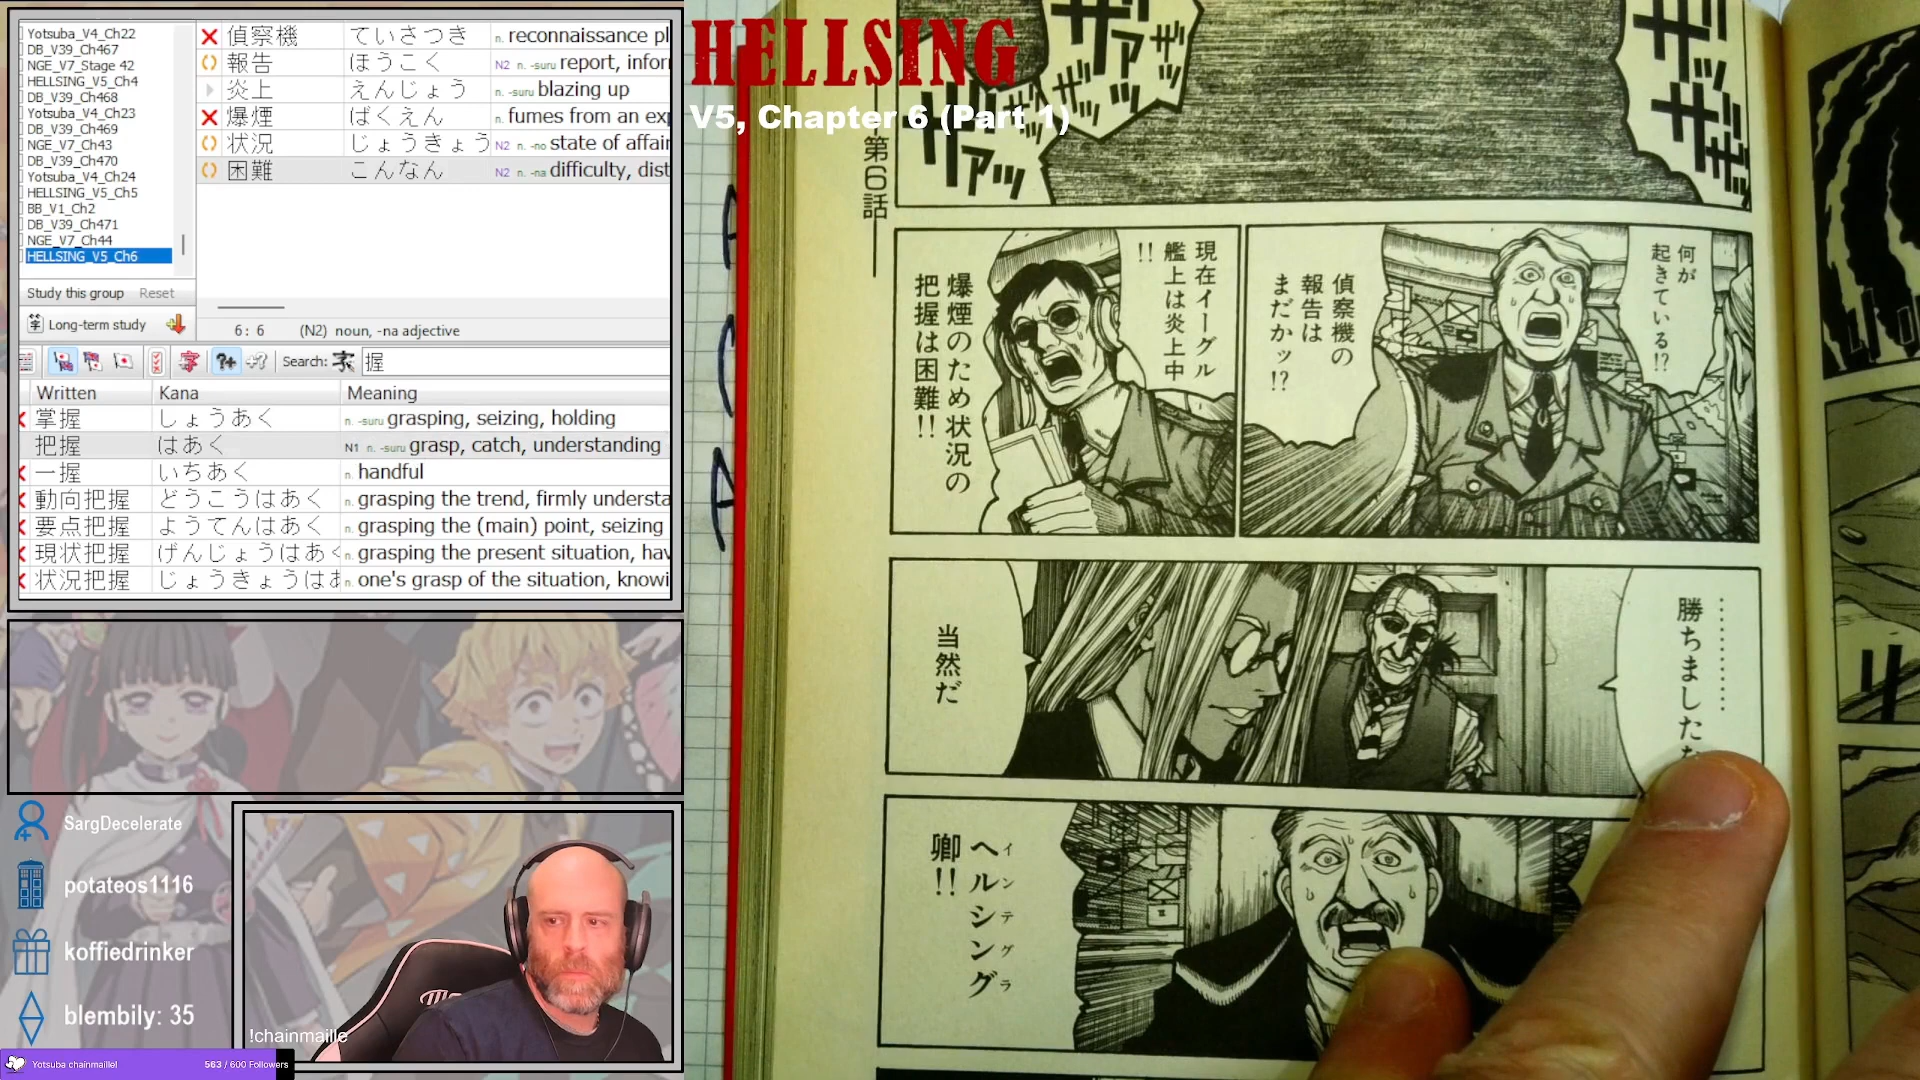 Yotsuba_V4_Ch22
DB_V39_Ch467
NGE_V7_Stage 42
HELLSING_V5_Ch4
DB_V39_Ch468
Yotsuba_V4_Ch23
DB_V39_Ch469
NGE_V7_Ch43
DB_V39_Ch470
Yotsuba_V4_Ch24
HELLSING_V5_Ch5
BB_V1_Ch2
DB_V39_Ch471
NGE_V7_Ch44
HELLSING_V5_Ch6
Study this group Reset
Long-term study
偵察機 ていさつき n. reconnaissance pl
報告 ほうこく N2 n. -suru report, infor
炎上 えんじょう n. -suru blazing up
爆煙 ばくえん n. fumes from an exp
状況 じょうきょう N2 n. -no state of affair
困難 こんなん N2 n. -na difficulty, dist
6: 6 (N2) noun, -na adjective
Search: 握
Written Kana Meaning
掌握 しょうあく n. -suru grasping, seizing, holding
把握 はあく N1 n. -suru grasp, catch, understanding
一握 いちあく n. handful
動向把握 どうこうはあく n. grasping the trend, firmly understa
要点把握 ようてんはあく n. grasping the (main) point, seizing
現状把握 げんじょうはあく n. grasping the present situation, hav
状況把握 じょうきょうはあ n. one's grasp of the situation, knowi
SargDecelerate
potateos1116
koffiedrinker
blembily: 35
!chainmaille
Yotsuba chainmaille!
563 / 600 Followers
HELLSING
V5, Chapter 6 (Part 1)
第6話
何が
起きている!?
偵察機の
報告は
まだかッ!?
現在イーグル
艦上は炎上中
!!
爆煙のため状況の
把握は困難!!
…………
勝ちましたな
当然だ
ヘルシング
インテグラ
卿!!